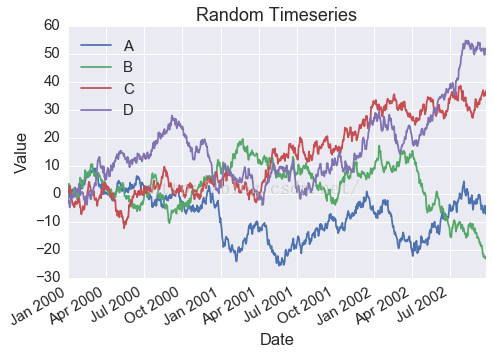 Random Timeseries
60
50
40
30
20
10
0
−10
−20
−30
Value
A
B
C
D
Jan 2000
Apr 2000
Jul 2000
Oct 2000
Jan 2001
Apr 2001
Jul 2001
Oct 2001
Jan 2002
Apr 2002
Jul 2002
Date